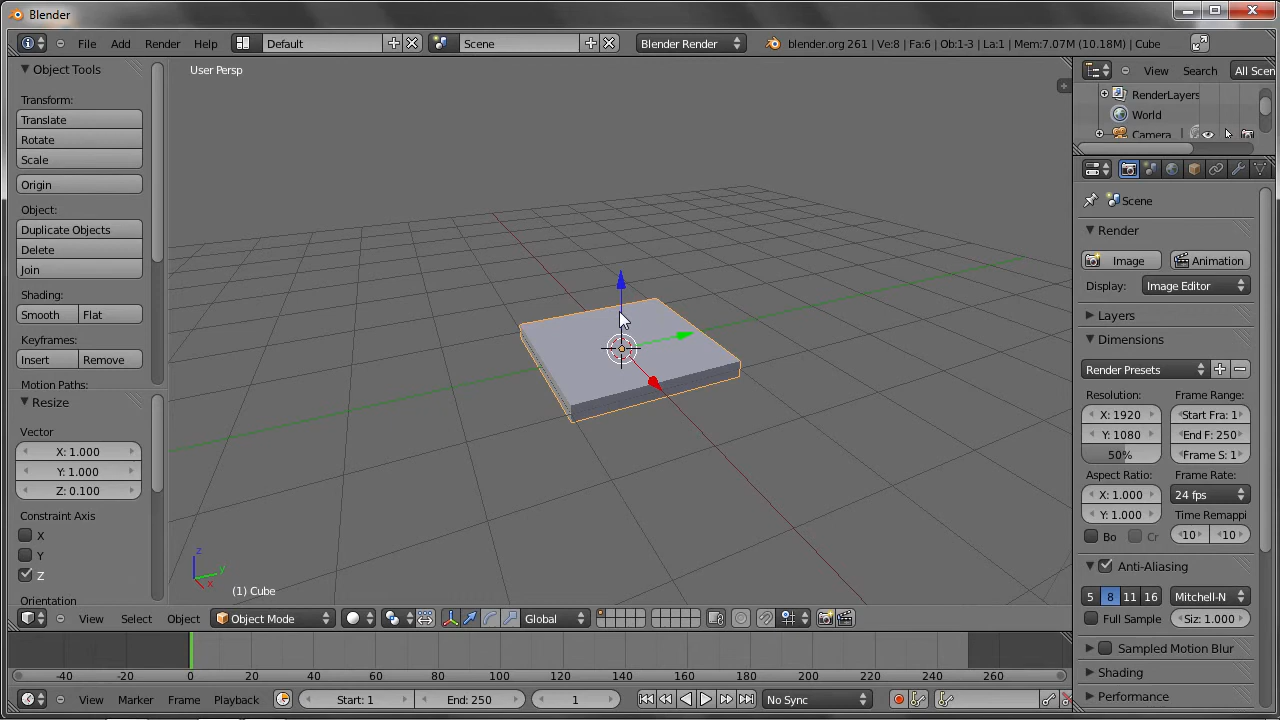 Blender
File Add Render Help Default Scene Blender Render blender.org 261 | Ve:8 | Fa:6 | Ob:1-3 | La:1 | Mem:7.07M (10.18M) | Cube
Object Tools
Transform:
Translate
Rotate
Scale
Origin
Object:
Duplicate Objects
Delete
Join
Shading:
Smooth Flat
Keyframes:
Insert Remove
Motion Paths:
Resize
Vector
X: 1.000
Y: 1.000
Z: 0.100
Constraint Axis
X
Y
Z
Orientation
User Persp
z
y
x
(1) Cube
View Select Object Object Mode Global
-40 -20 0 20 40 60 80 100 120 140 160 180 200 220 240 260
View Marker Frame Playback Start: 1 End: 250 1 No Sync
View Search All Scen
RenderLayers
World
Camera
Scene
Render
Image Animation
Display: Image Editor
Layers
Dimensions
Render Presets
Resolution: Frame Range:
X: 1920 Start Fra: 1
Y: 1080 End F: 250
50% Frame S: 1
Aspect Ratio: Frame Rate:
X: 1.000 24 fps
Y: 1.000 Time Remappi
Bo Cr 10 10
Anti-Aliasing
5 8 11 16 Mitchell-N
Full Sample Siz: 1.000
Sampled Motion Blur
Shading
Performance